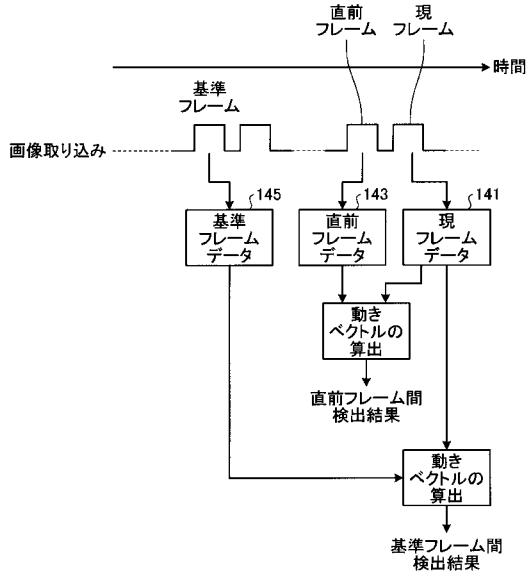 直前
フレーム
現
フレーム
時間
基準
フレーム
画像取り込み
145
基準
フレーム
データ
143
直前
フレーム
データ
141
現
フレーム
データ
動き
ベクトルの
算出
直前フレーム間
検出結果
動き
ベクトルの
算出
基準フレーム間
検出結果